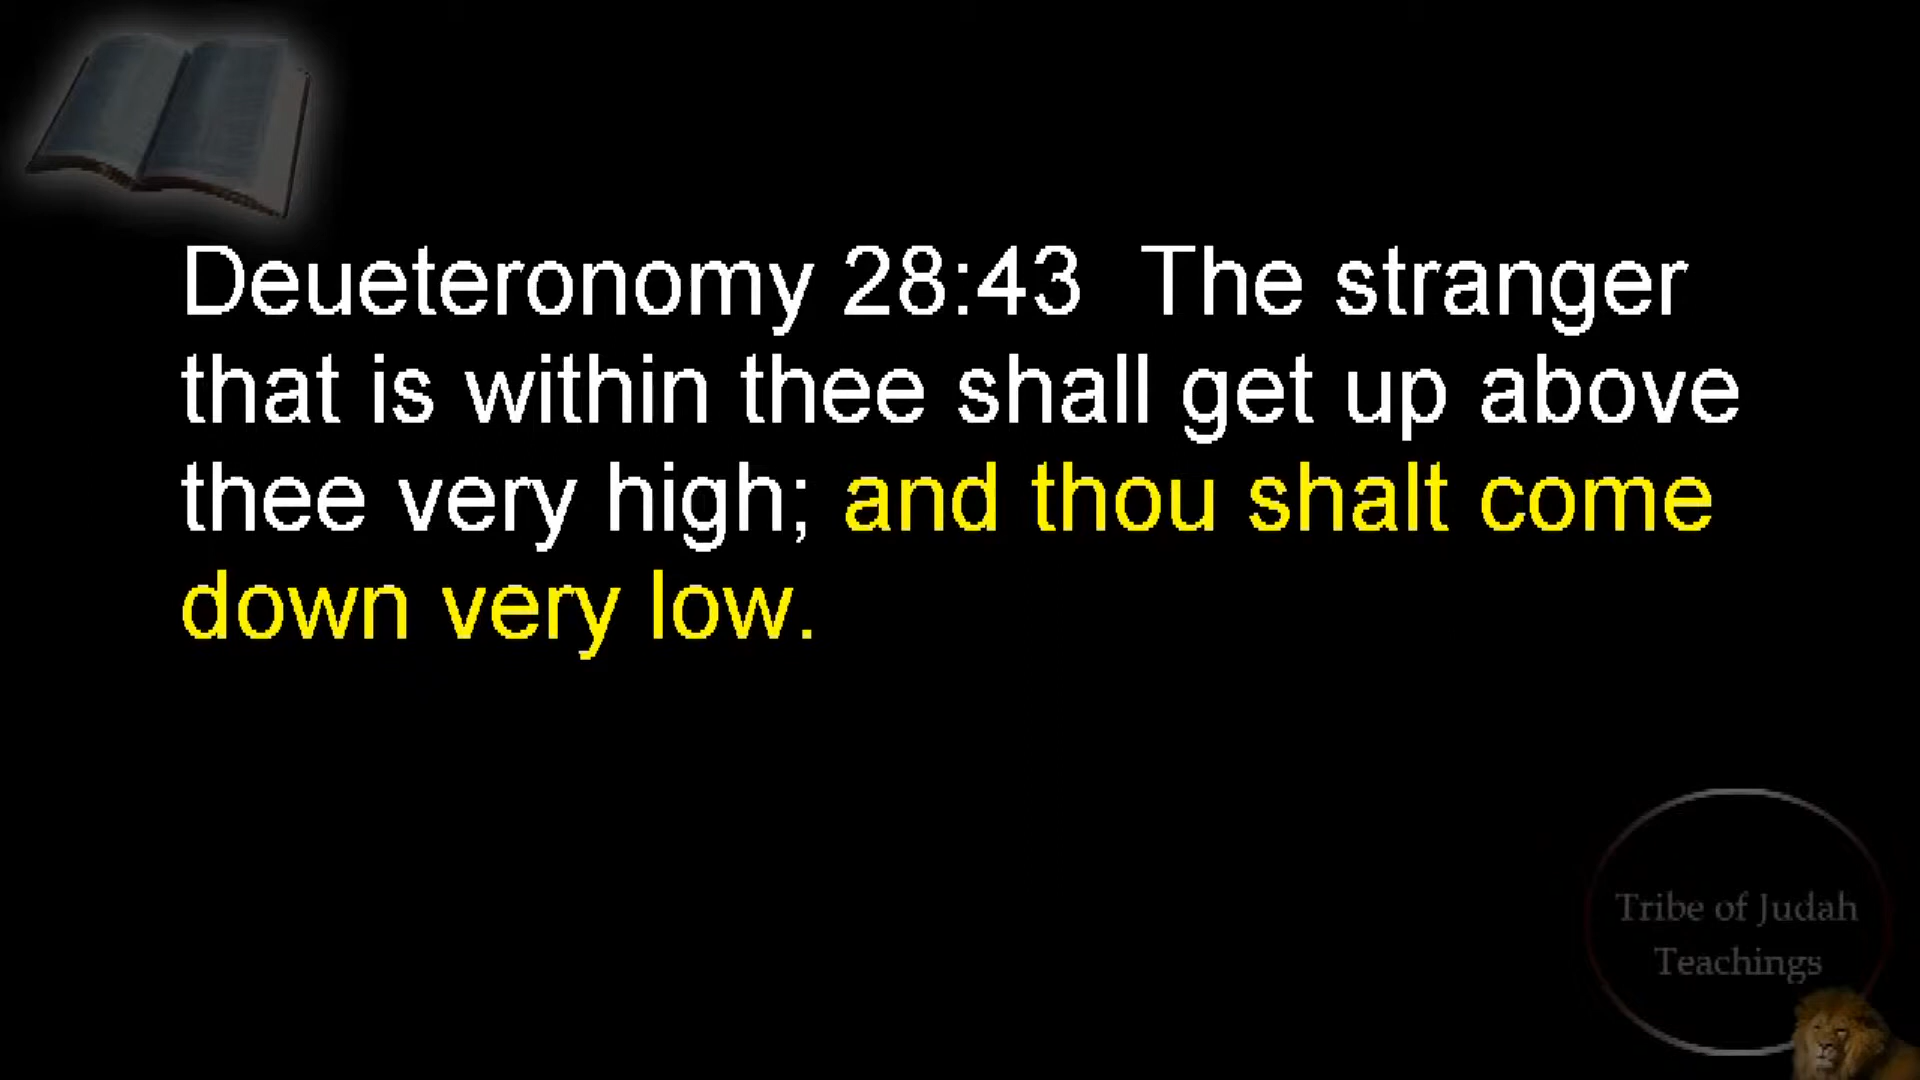 Deueteronomy 28:43  The stranger
that is within thee shall get up above
thee very high; and thou shalt come
down very low.
Tribe of Judah
Teachings